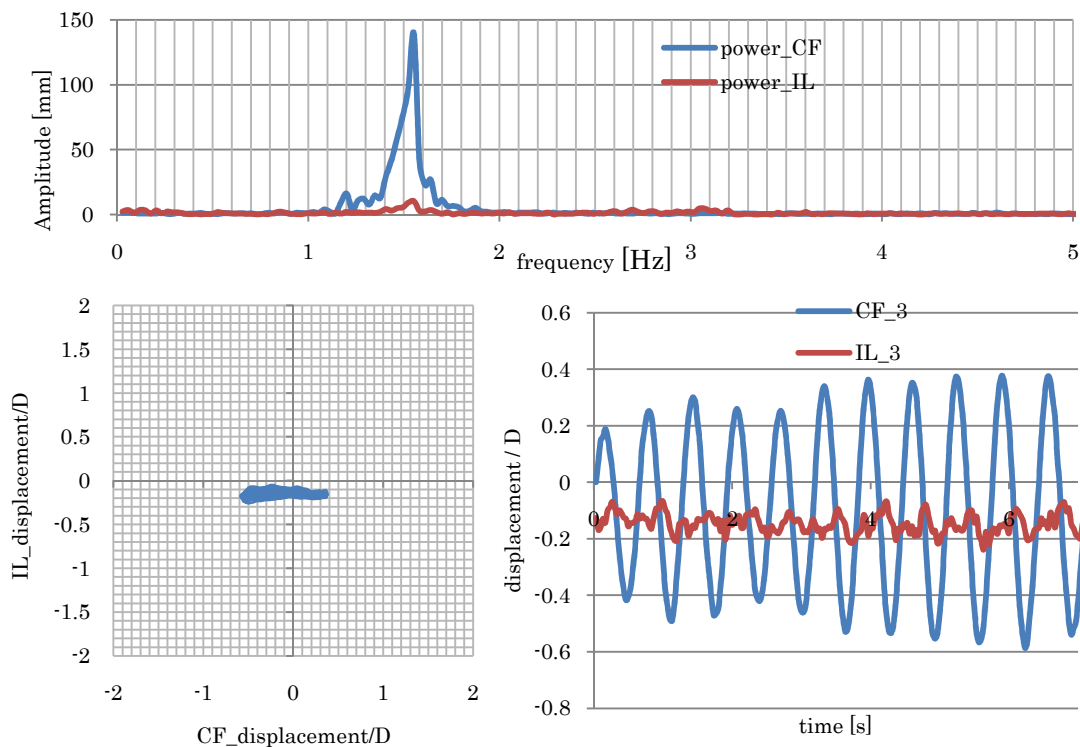 150
100
50
0
Amplitude [mm]
power_CF
power_IL
0 1 2 3 4 5
frequency [Hz]
2
1.5
1
0.5
0
-0.5
-1
-1.5
-2
IL_displacement/D
-2 -1 0 1 2
CF_displacement/D
0.6
0.4
0.2
0
-0.2
-0.4
-0.6
-0.8
displacement / D
CF_3
IL_3
0 2 4 6
time [s]